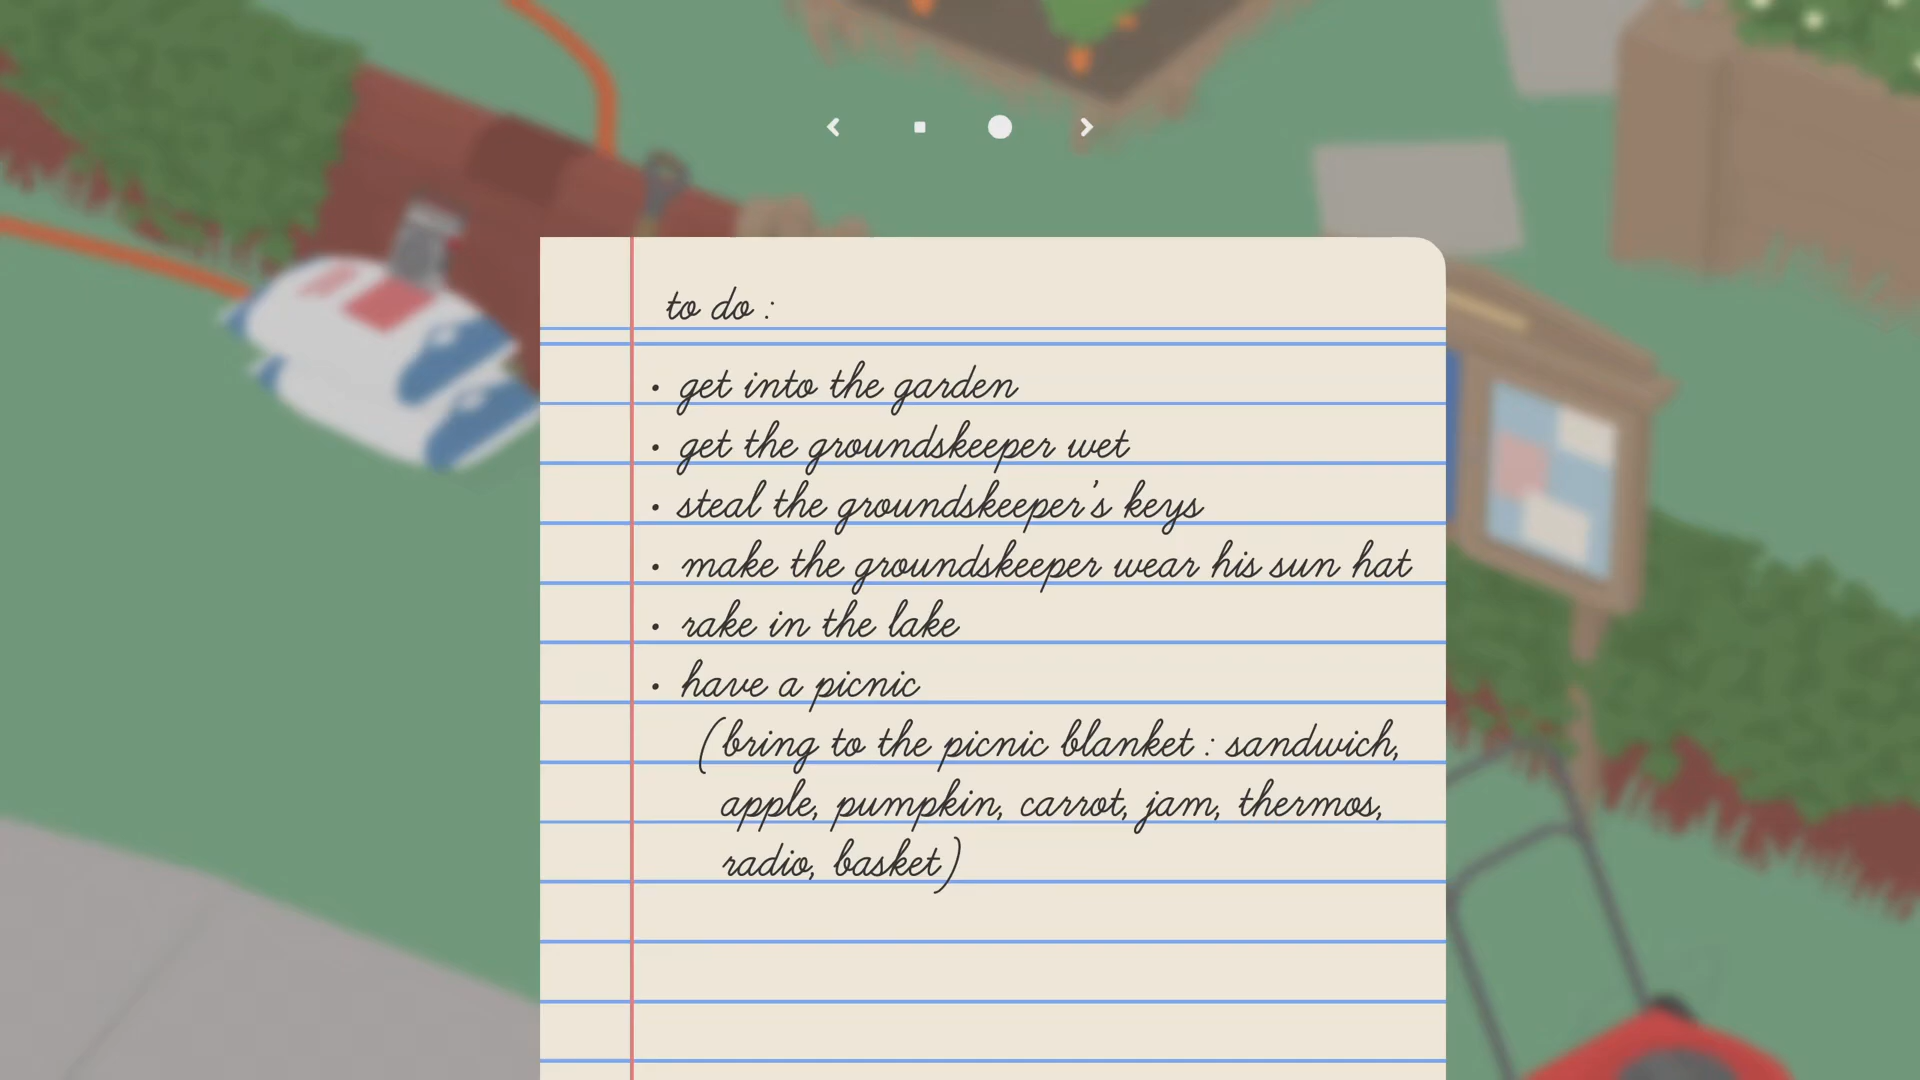 to do :
• get into the garden
• get the groundskeeper wet
• steal the groundskeeper's keys
• make the groundskeeper wear his sun hat
• rake in the lake
• have a picnic
(bring to the picnic blanket : sandwich,
apple, pumpkin, carrot, jam, thermos,
radio, basket)